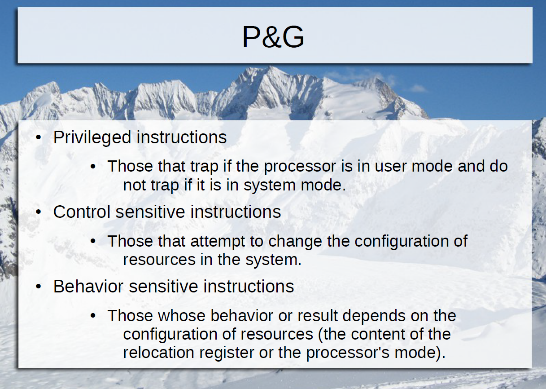 P&G
• Privileged instructions
• Those that trap if the processor is in user mode and do
not trap if it is in system mode.
• Control sensitive instructions
• Those that attempt to change the configuration of
resources in the system.
• Behavior sensitive instructions
• Those whose behavior or result depends on the
configuration of resources (the content of the
relocation register or the processor's mode).